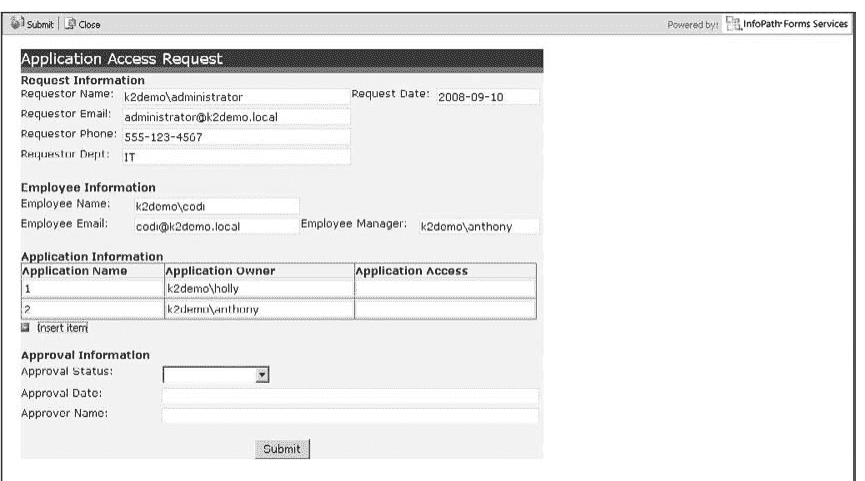 Submit Close Powered by: InfoPath Forms Services
Application Access Request
Request Information
Requestor Name: k2demo\administrator Request Date: 2008-09-10
Requestor Email: administrator@k2demo.local
Requestor Phone: 555-123-4567
Requestor Dept: IT
Employee Information
Employee Name: k2demo\codi
Employee Email: codi@k2demo.local Employee Manager: k2demo\anthony
Application Information
Application Name Application Owner Application Access
1 k2demo\holly
2 k2demo\anthony
Insert item
Approval Information
Approval Status:
Approval Date:
Approver Name:
Submit